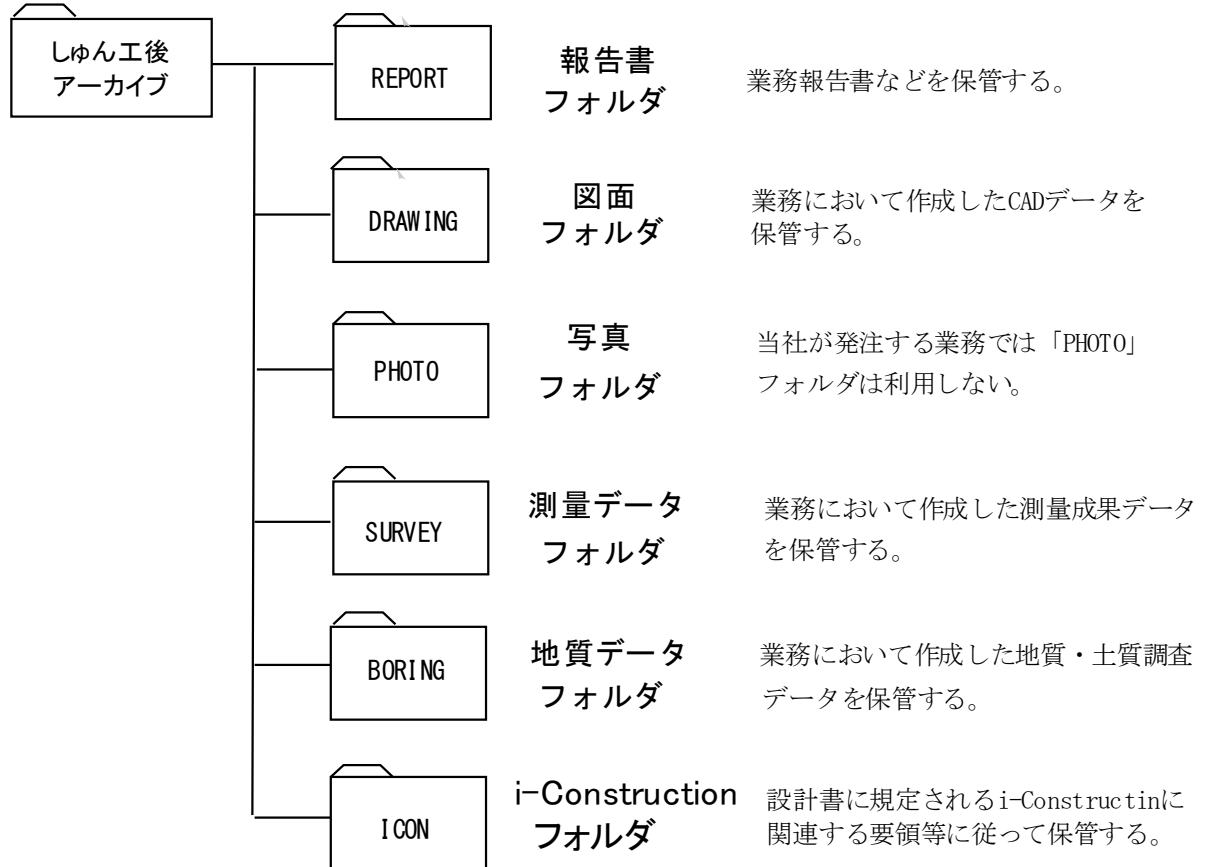 しゅん工後
アーカイブ
REPORT
報告書
フォルダ
業務報告書などを保管する。
DRAWING
図面
フォルダ
業務において作成したCADデータを
保管する。
PHOTO
写真
フォルダ
当社が発注する業務では「PHOTO」
フォルダは利用しない。
SURVEY
測量データ
フォルダ
業務において作成した測量成果データ
を保管する。
BORING
地質データ
フォルダ
業務において作成した地質・土質調査
データを保管する。
ICON
i-Construction
フォルダ
設計書に規定されるi-Constructinに
関連する要領等に従って保管する。